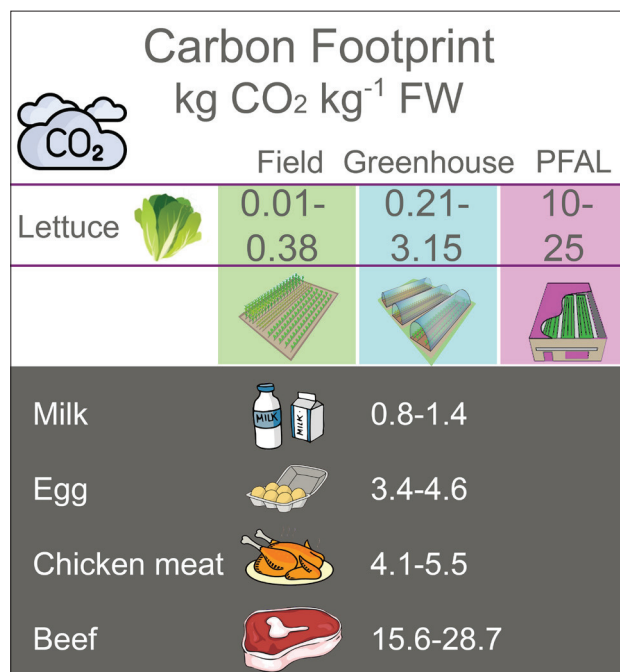 Carbon Footprint
kg CO₂ kg⁻¹ FW
CO₂
Field Greenhouse PFAL
Lettuce 0.01-0.38 0.21-3.15 10-25
MILK MILK
Milk 0.8-1.4
Egg 3.4-4.6
Chicken meat 4.1-5.5
Beef 15.6-28.7